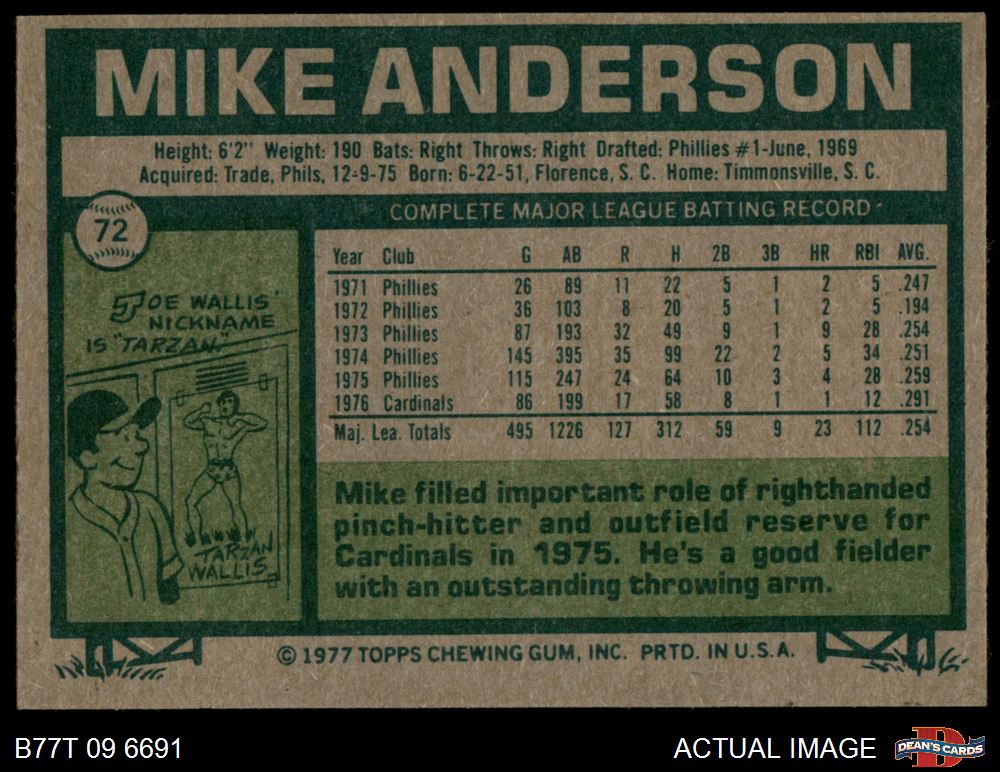 MIKE ANDERSON
Height: 6'2" Weight: 190 Bats: Right Throws: Right Drafted: Phillies #1-June, 1969
Acquired: Trade, Phils, 12-9-75 Born: 6-22-51, Florence, S. C. Home: Timmonsville, S. C.
72
COMPLETE MAJOR LEAGUE BATTING RECORD
Year Club G AB R H 2B 3B HR RBI AVG.
1971 Phillies 26 89 11 22 5 1 2 5 .247
1972 Phillies 36 103 8 20 5 1 2 5 .194
1973 Phillies 87 193 32 49 9 1 9 28 .254
1974 Phillies 145 395 35 99 22 2 5 34 .251
1975 Phillies 115 247 24 64 10 3 4 28 .259
1976 Cardinals 86 199 17 58 8 1 1 12 .291
Maj. Lea. Totals 495 1226 127 312 59 9 23 112 .254
JOE WALLIS'
NICKNAME
IS "TARZAN."
TARZAN
WALLIS
Mike filled important role of righthanded
pinch-hitter and outfield reserve for
Cardinals in 1975. He's a good fielder
with an outstanding throwing arm.
© 1977 TOPPS CHEWING GUM, INC. PRTD. IN U.S.A.
B77T 09 6691
ACTUAL IMAGE
DEAN'S CARDS